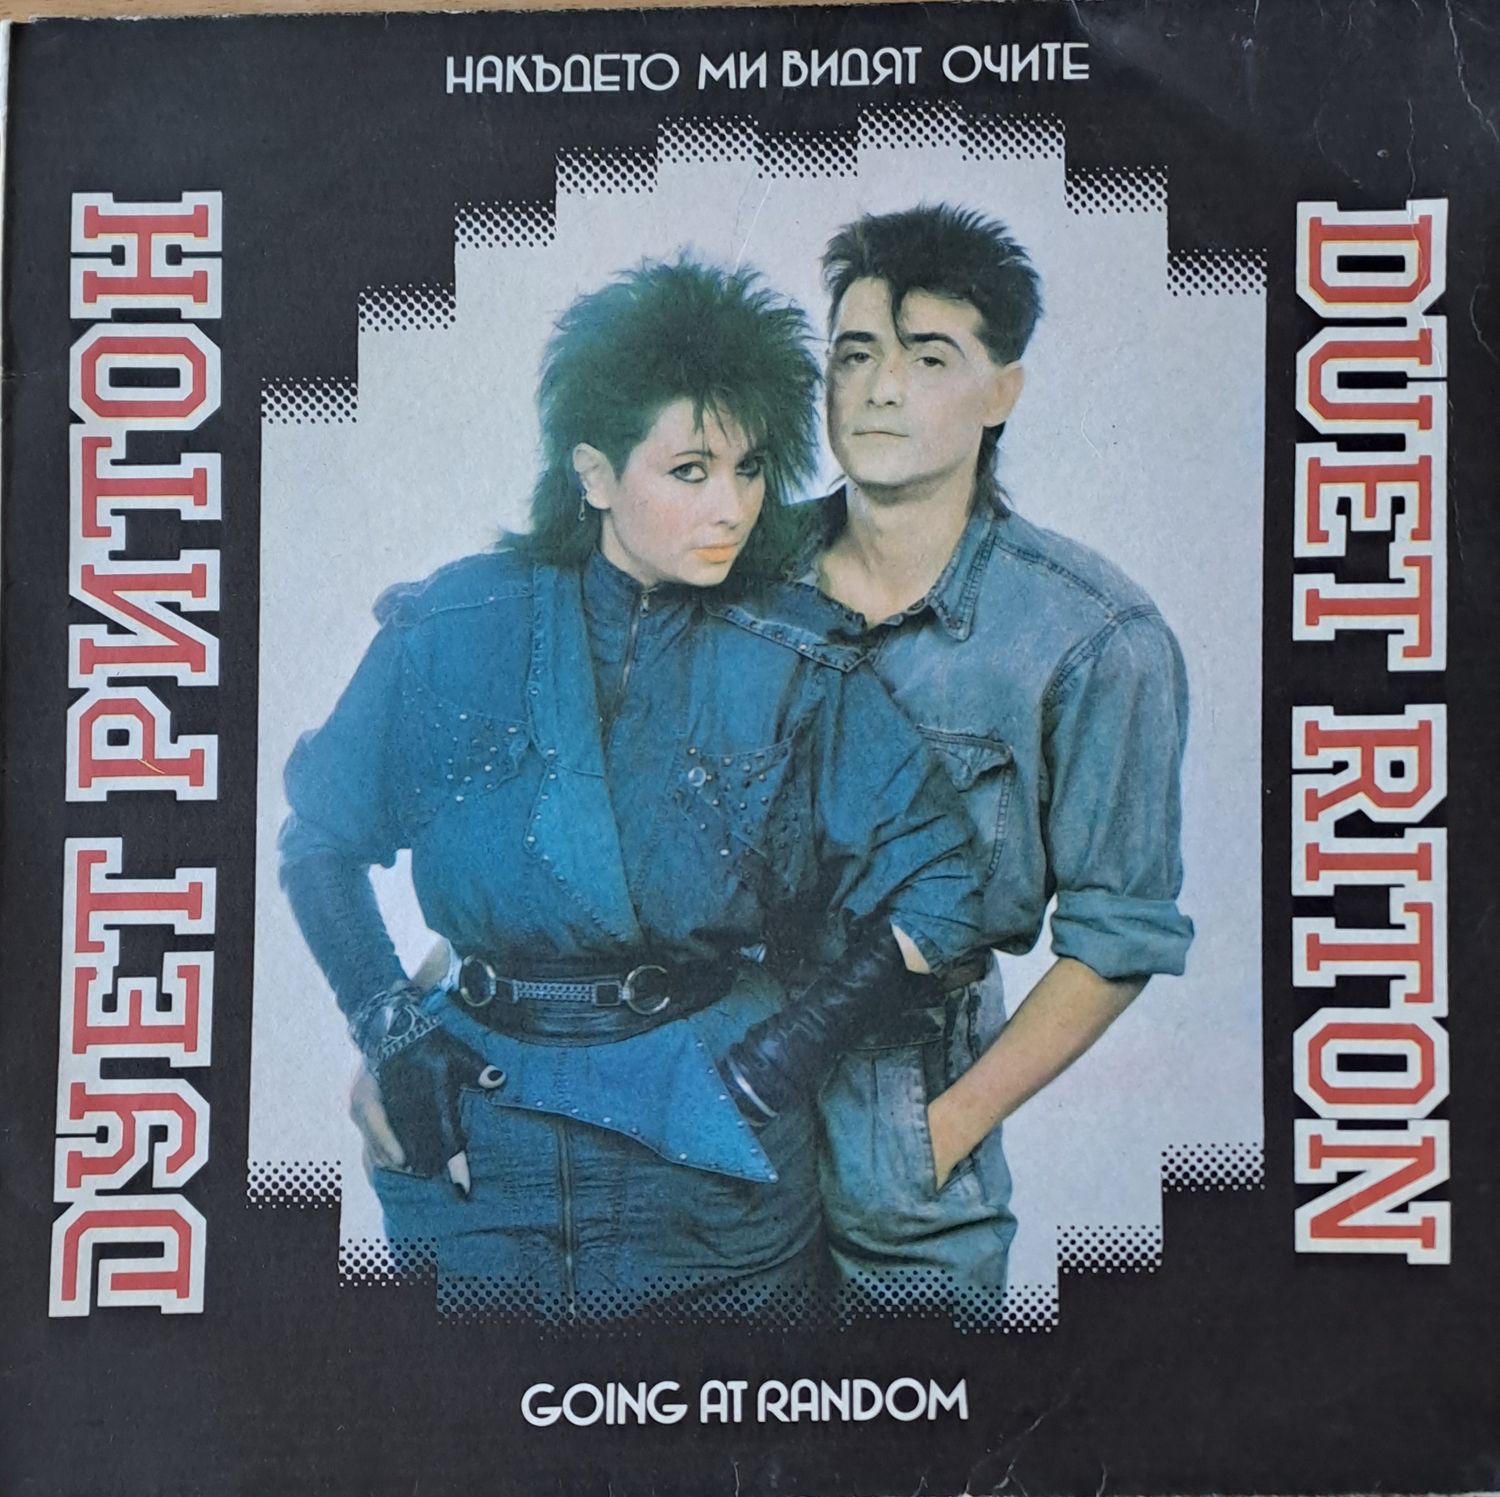 НАКЪДЕТО МИ ВИДЯТ ОЧИТЕ
ДУЕТ РИТОН
DUET RITON
GOING AT RANDOM